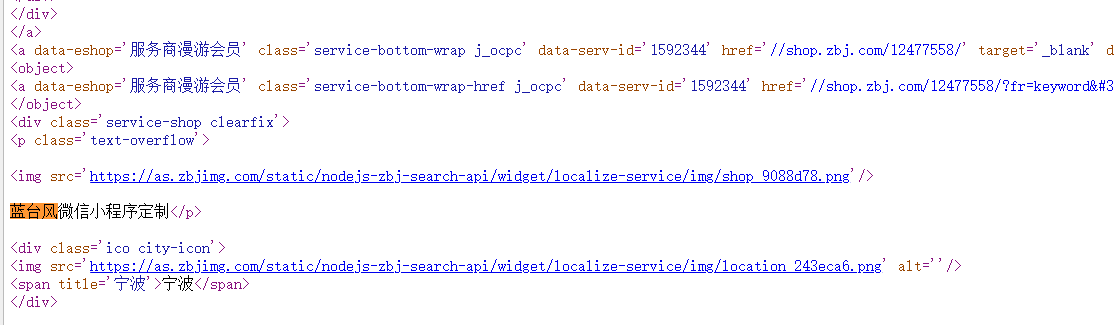 </div>
</div>
</a>
<a data-eshop='服务商漫游会员' class='service-bottom-wrap j_ocpc' data-serv-id='1592344' href='//shop.zbj.com/12477558/' target='_blank' d
<object>
<a data-eshop='服务商漫游会员' class='service-bottom-wrap-href j_ocpc' data-serv-id='1592344' href='//shop.zbj.com/12477558/?fr=keyword&#3
</object>
<div class='service-shop clearfix'>
<p class='text-overflow'>
<img src='https://as.zbjimg.com/static/nodejs-zbj-search-api/widget/localize-service/img/shop_9088d78.png'/>
蓝台风微信小程序定制</p>
<div class='ico city-icon'>
<img src='https://as.zbjimg.com/static/nodejs-zbj-search-api/widget/localize-service/img/location_243eca6.png' alt=''/>
<span title='宁波'>宁波</span>
</div>